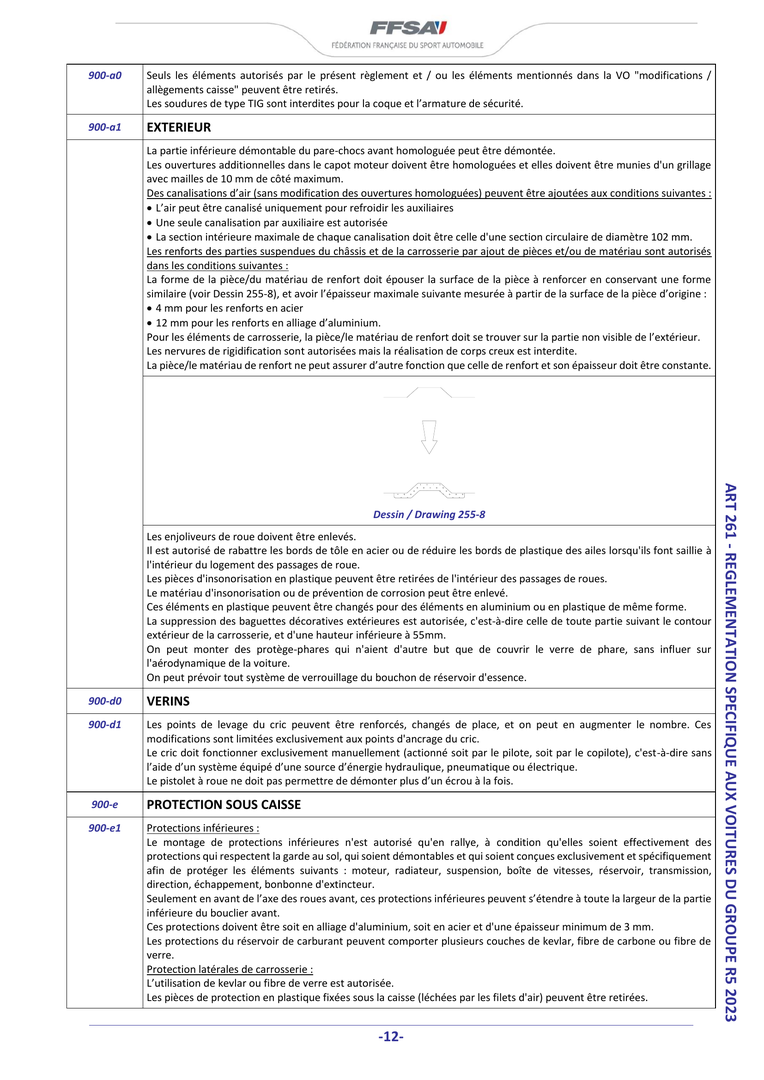 FFSA
FÉDÉRATION FRANÇAISE DU SPORT AUTOMOBILE
900-a0
Seuls les éléments autorisés par le présent règlement et / ou les éléments mentionnés dans la VO "modifications /
allègements caisse" peuvent être retirés.
Les soudures de type TIG sont interdites pour la coque et l’armature de sécurité.
900-a1
EXTERIEUR
La partie inférieure démontable du pare-chocs avant homologuée peut être démontée.
Les ouvertures additionnelles dans le capot moteur doivent être homologuées et elles doivent être munies d'un grillage
avec mailles de 10 mm de côté maximum.
Des canalisations d’air (sans modification des ouvertures homologuées) peuvent être ajoutées aux conditions suivantes :
• L’air peut être canalisé uniquement pour refroidir les auxiliaires
• Une seule canalisation par auxiliaire est autorisée
• La section intérieure maximale de chaque canalisation doit être celle d'une section circulaire de diamètre 102 mm.
Les renforts des parties suspendues du châssis et de la carrosserie par ajout de pièces et/ou de matériau sont autorisés
dans les conditions suivantes :
La forme de la pièce/du matériau de renfort doit épouser la surface de la pièce à renforcer en conservant une forme
similaire (voir Dessin 255-8), et avoir l’épaisseur maximale suivante mesurée à partir de la surface de la pièce d’origine :
• 4 mm pour les renforts en acier
• 12 mm pour les renforts en alliage d’aluminium.
Pour les éléments de carrosserie, la pièce/le matériau de renfort doit se trouver sur la partie non visible de l’extérieur.
Les nervures de rigidification sont autorisées mais la réalisation de corps creux est interdite.
La pièce/le matériau de renfort ne peut assurer d’autre fonction que celle de renfort et son épaisseur doit être constante.
Dessin / Drawing 255-8
Les enjoliveurs de roue doivent être enlevés.
Il est autorisé de rabattre les bords de tôle en acier ou de réduire les bords de plastique des ailes lorsqu'ils font saillie à
l'intérieur du logement des passages de roue.
Les pièces d'insonorisation en plastique peuvent être retirées de l'intérieur des passages de roues.
Le matériau d'insonorisation ou de prévention de corrosion peut être enlevé.
Ces éléments en plastique peuvent être changés pour des éléments en aluminium ou en plastique de même forme.
La suppression des baguettes décoratives extérieures est autorisée, c'est-à-dire celle de toute partie suivant le contour
extérieur de la carrosserie, et d'une hauteur inférieure à 55mm.
On peut monter des protège-phares qui n'aient d'autre but que de couvrir le verre de phare, sans influer sur
l'aérodynamique de la voiture.
On peut prévoir tout système de verrouillage du bouchon de réservoir d'essence.
900-d0
VERINS
900-d1
Les points de levage du cric peuvent être renforcés, changés de place, et on peut en augmenter le nombre. Ces
modifications sont limitées exclusivement aux points d'ancrage du cric.
Le cric doit fonctionner exclusivement manuellement (actionné soit par le pilote, soit par le copilote), c'est-à-dire sans
l’aide d’un système équipé d’une source d’énergie hydraulique, pneumatique ou électrique.
Le pistolet à roue ne doit pas permettre de démonter plus d’un écrou à la fois.
900-e
PROTECTION SOUS CAISSE
900-e1
Protections inférieures :
Le montage de protections inférieures n'est autorisé qu'en rallye, à condition qu'elles soient effectivement des
protections qui respectent la garde au sol, qui soient démontables et qui soient conçues exclusivement et spécifiquement
afin de protéger les éléments suivants : moteur, radiateur, suspension, boîte de vitesses, réservoir, transmission,
direction, échappement, bonbonne d'extincteur.
Seulement en avant de l’axe des roues avant, ces protections inférieures peuvent s’étendre à toute la largeur de la partie
inférieure du bouclier avant.
Ces protections doivent être soit en alliage d'aluminium, soit en acier et d'une épaisseur minimum de 3 mm.
Les protections du réservoir de carburant peuvent comporter plusieurs couches de kevlar, fibre de carbone ou fibre de
verre.
Protection latérales de carrosserie :
L’utilisation de kevlar ou fibre de verre est autorisée.
Les pièces de protection en plastique fixées sous la caisse (léchées par les filets d'air) peuvent être retirées.
ART 261 - REGLEMENTATION SPECIFIQUE AUX VOITURES DU GROUPE R5 2023
-12-